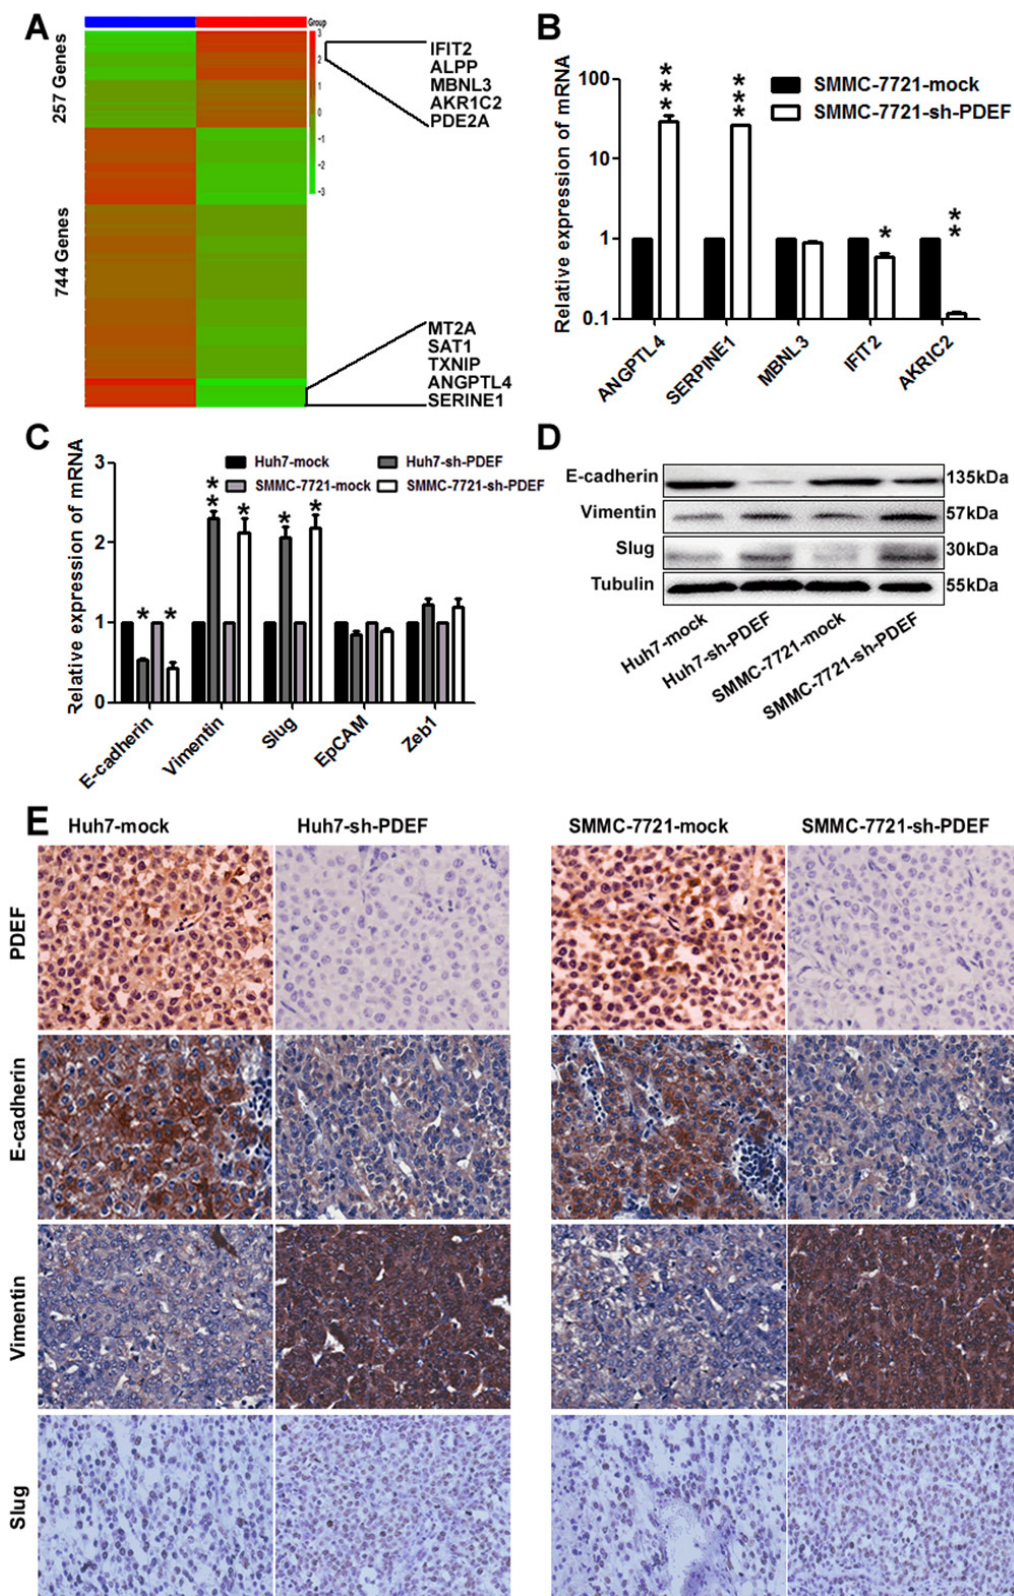 A
Group
257 Genes
744 Genes
3
2
1
0
-1
-2
-3
IFIT2
ALPP
MBNL3
AKR1C2
PDE2A
MT2A
SAT1
TXNIP
ANGPTL4
SERINE1
B
Relative expression of mRNA
100
10
1
0.1
SMMC-7721-mock
SMMC-7721-sh-PDEF
***
***
*
**
ANGPTL4
SERPINE1
MBNL3
IFIT2
AKRIC2
C
Relative expression of mRNA
3
2
1
0
Huh7-mock
Huh7-sh-PDEF
SMMC-7721-mock
SMMC-7721-sh-PDEF
*
*
**
*
*
*
E-cadherin
Vimentin
Slug
EpCAM
Zeb1
D
E-cadherin 135kDa
Vimentin 57kDa
Slug 30kDa
Tubulin 55kDa
Huh7-mock
Huh7-sh-PDEF
SMMC-7721-mock
SMMC-7721-sh-PDEF
E
Huh7-mock Huh7-sh-PDEF SMMC-7721-mock SMMC-7721-sh-PDEF
PDEF
E-cadherin
Vimentin
Slug